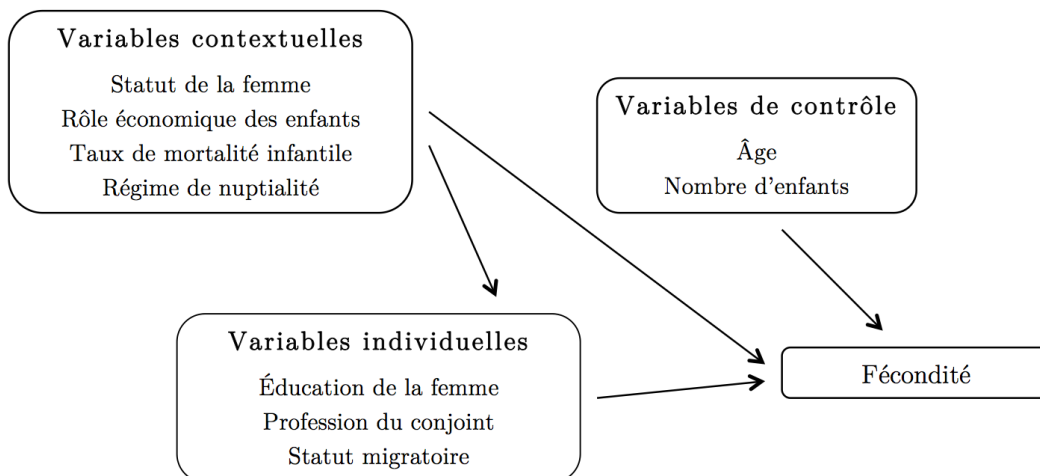 Variables contextuelles
Statut de la femme
Rôle économique des enfants
Taux de mortalité infantile
Régime de nuptialité
Variables de contrôle
Âge
Nombre d'enfants
Variables individuelles
Éducation de la femme
Profession du conjoint
Statut migratoire
Fécondité